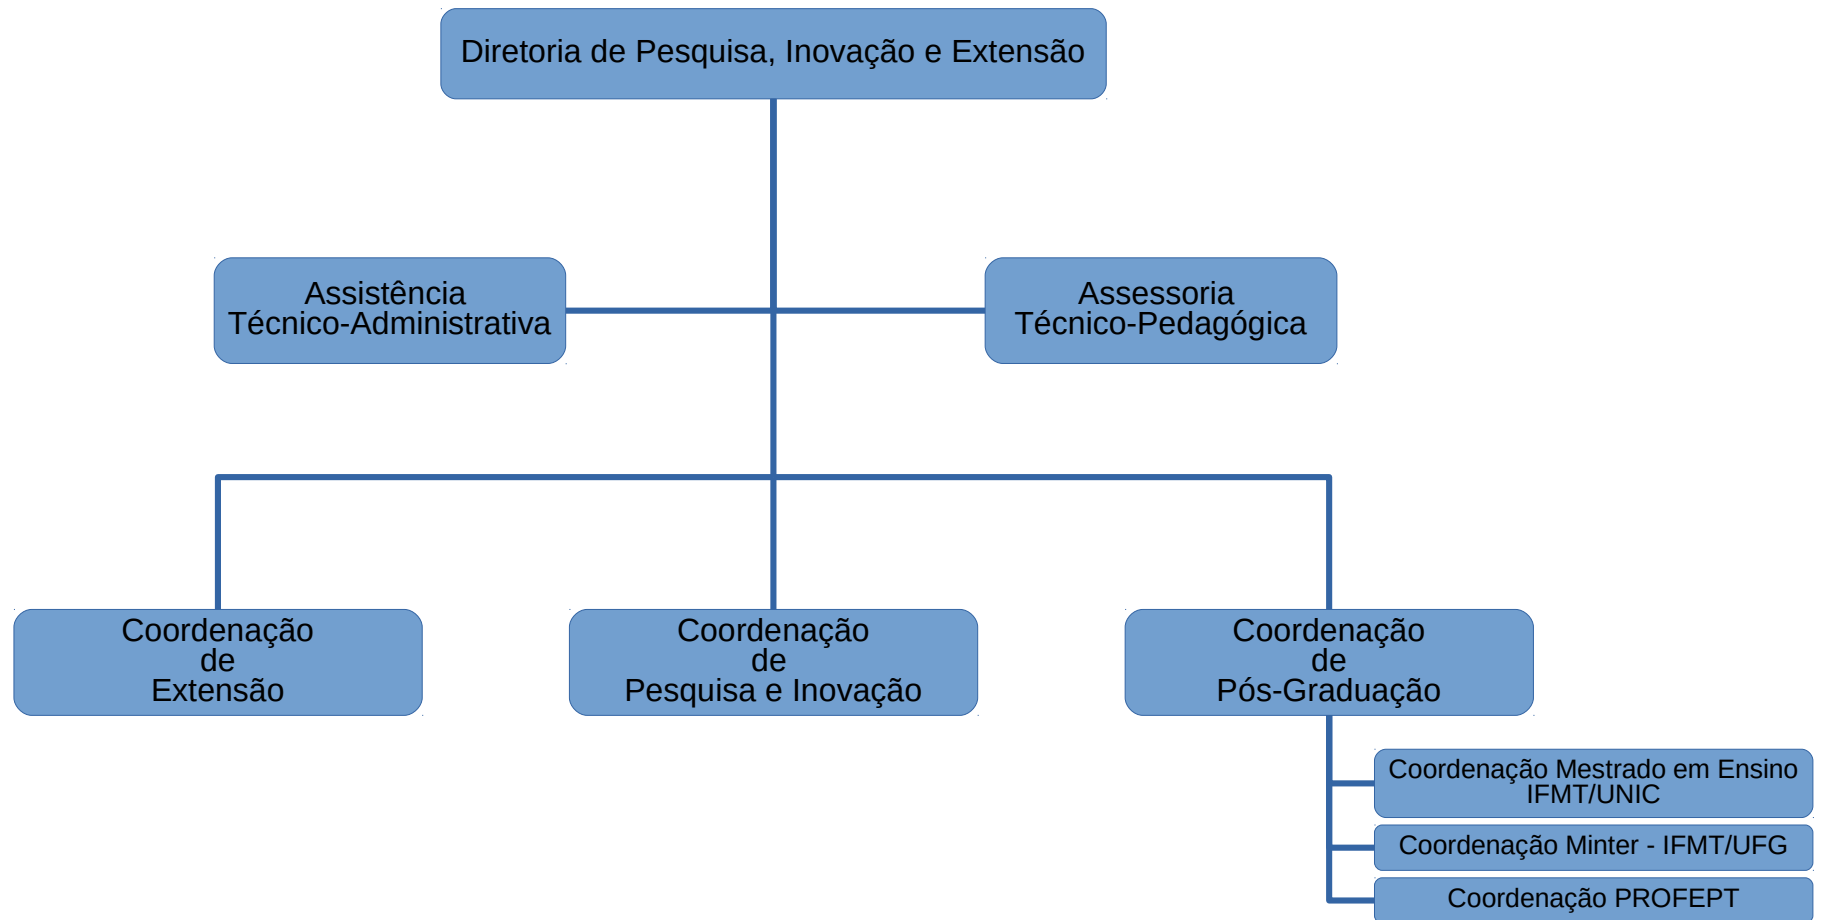 Diretoria de Pesquisa, Inovação e Extensão
Assistência
Técnico-Administrativa
Assessoria
Técnico-Pedagógica
Coordenação
de
Extensão
Coordenação
de
Pesquisa e Inovação
Coordenação
de
Pós-Graduação
Coordenação Mestrado em Ensino
IFMT/UNIC
Coordenação Minter - IFMT/UFG
Coordenação PROFEPT